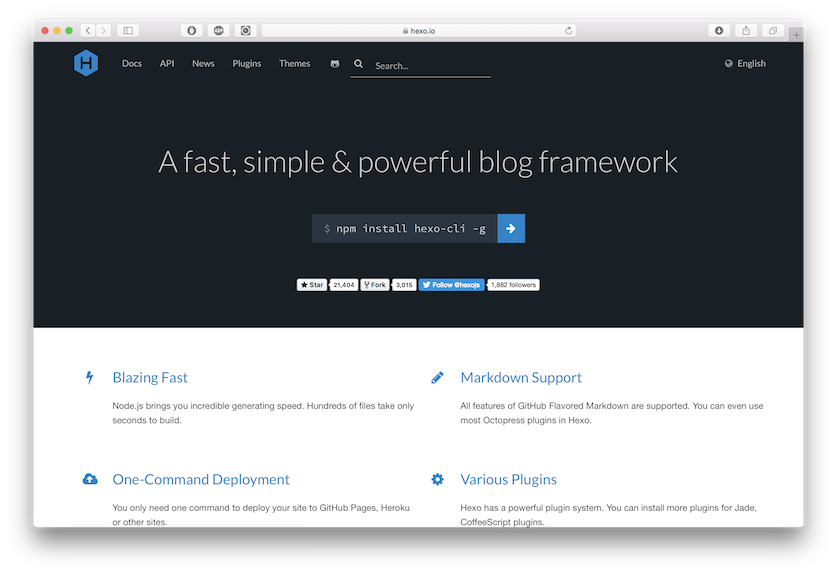 hexo.io
H
Docs API News Plugins Themes Search... English
A fast, simple & powerful blog framework
$ npm install hexo-cli -g
Star 21,404 Fork 3,015 Follow @hexojs 1,882 followers
Blazing Fast
Node.js brings you incredible generating speed. Hundreds of files take only
seconds to build.
Markdown Support
All features of GitHub Flavored Markdown are supported. You can even use
most Octopress plugins in Hexo.
One-Command Deployment
You only need one command to deploy your site to GitHub Pages, Heroku
or other sites.
Various Plugins
Hexo has a powerful plugin system. You can install more plugins for Jade,
CoffeeScript plugins.